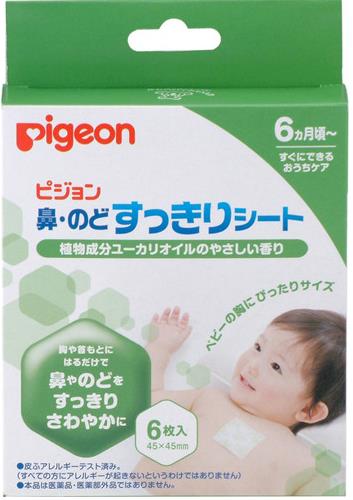 Pigeon
6ヵ月頃～
すぐにできる
おうちケア
ピジョン
鼻・のどすっきりシート
植物成分ユーカリオイルのやさしい香り
ベビーの胸にぴったりサイズ
胸や首もとに
はるだけで
鼻やのどを
すっきり
さわやかに
6枚入
45×45mm
●皮ふアレルギーテスト済み。
(すべての方にアレルギーが起きないというわけではありません)
●本品は医薬品・医薬部外品ではありません。